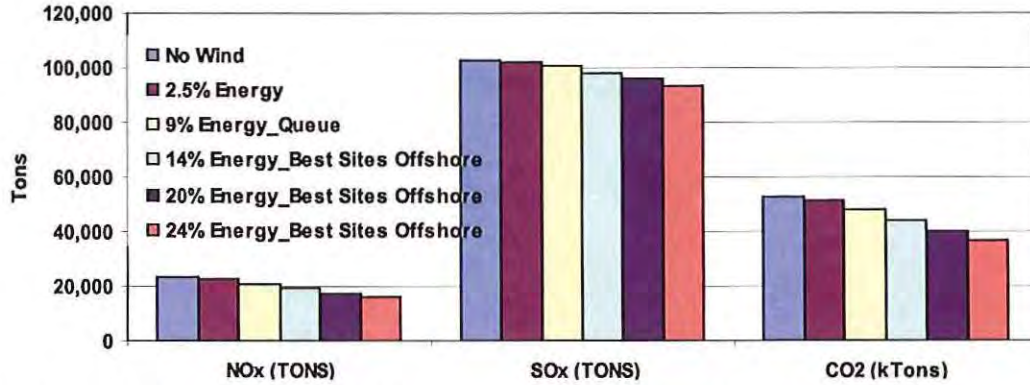 120,000
100,000
80,000
60,000
40,000
20,000
0
Tons
No Wind
2.5% Energy
9% Energy_Queue
14% Energy_Best Sites Offshore
20% Energy_Best Sites Offshore
24% Energy_Best Sites Offshore
NOx (TONS)
SOx (TONS)
CO2 (kTons)